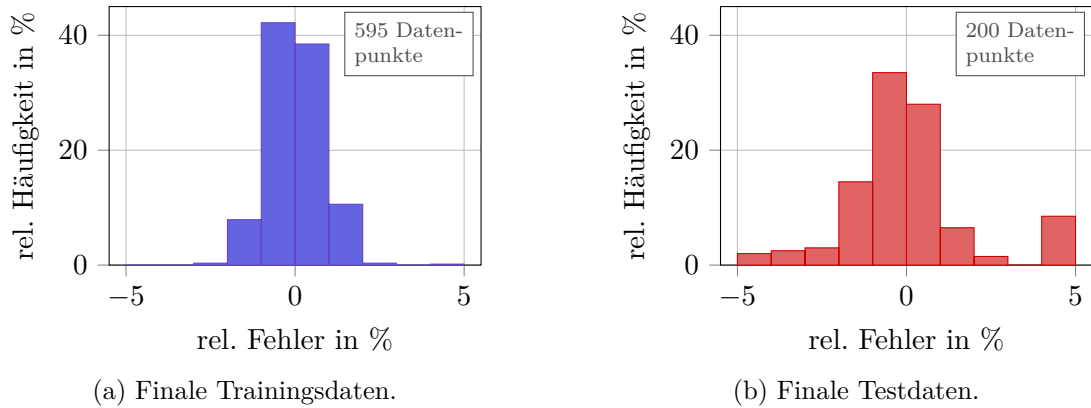 rel. Häufigkeit in %
40
20
0
595 Daten-
punkte
−5
0
5
rel. Fehler in %
(a) Finale Trainingsdaten.
rel. Häufigkeit in %
40
20
0
200 Daten-
punkte
−5
0
5
rel. Fehler in %
(b) Finale Testdaten.